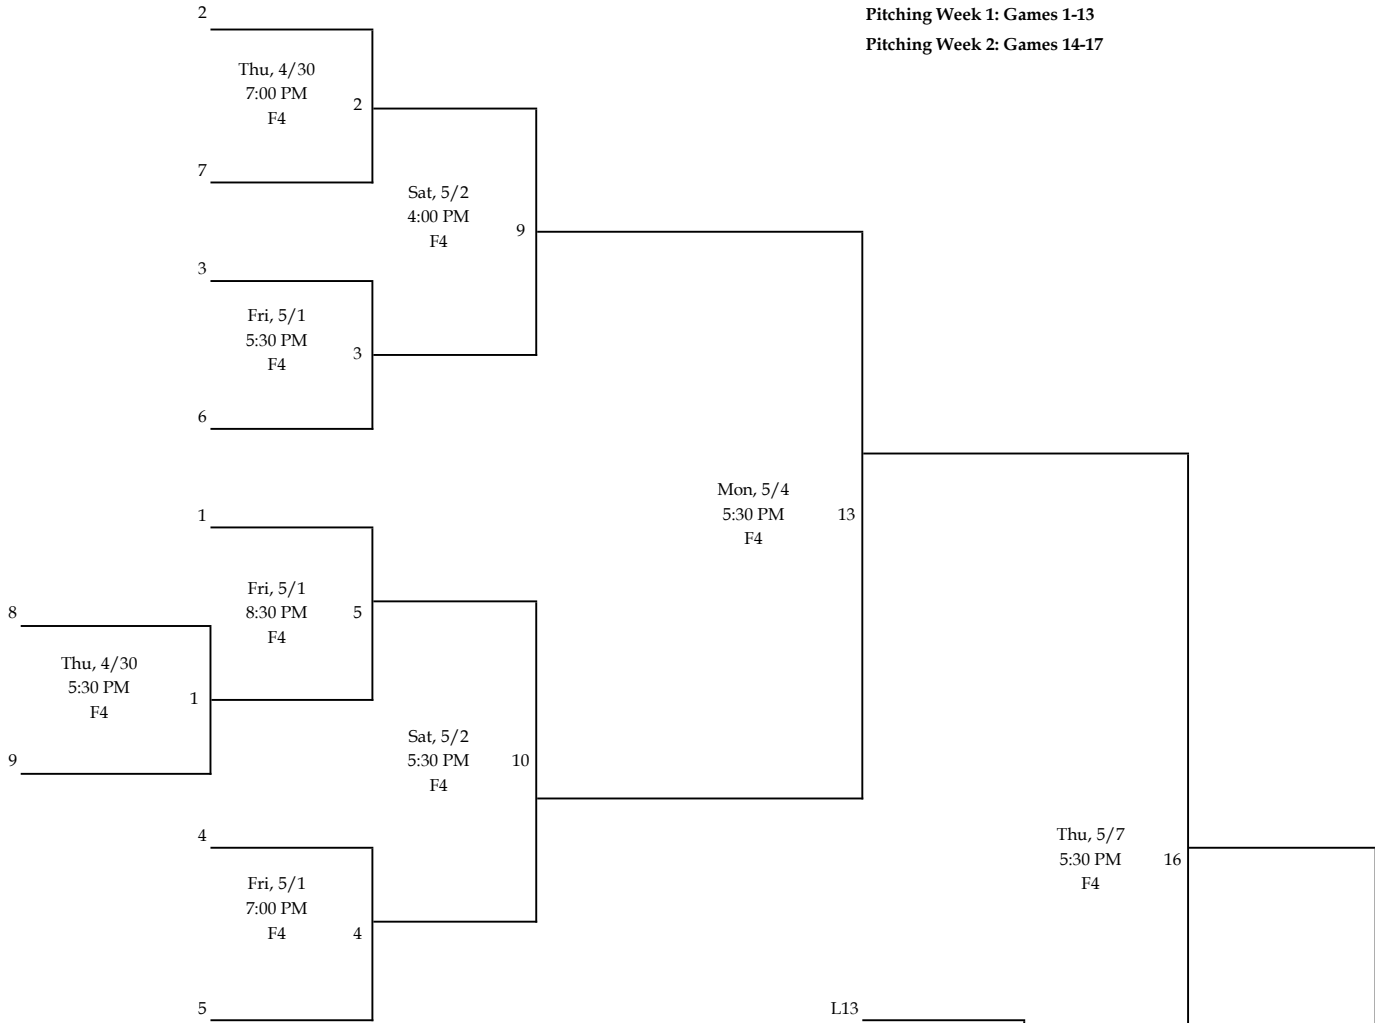 Pitching Week 1: Games 1-13
Pitching Week 2: Games 14-17
2
Thu, 4/30
7:00 PM
F4
2
7
Sat, 5/2
4:00 PM
F4
9
3
Fri, 5/1
5:30 PM
F4
3
6
Mon, 5/4
5:30 PM
F4
13
1
Fri, 5/1
8:30 PM
F4
5
8
Thu, 4/30
5:30 PM
F4
1
9
Sat, 5/2
5:30 PM
F4
10
4
Fri, 5/1
7:00 PM
F4
4
5
Thu, 5/7
5:30 PM
F4
16
L13